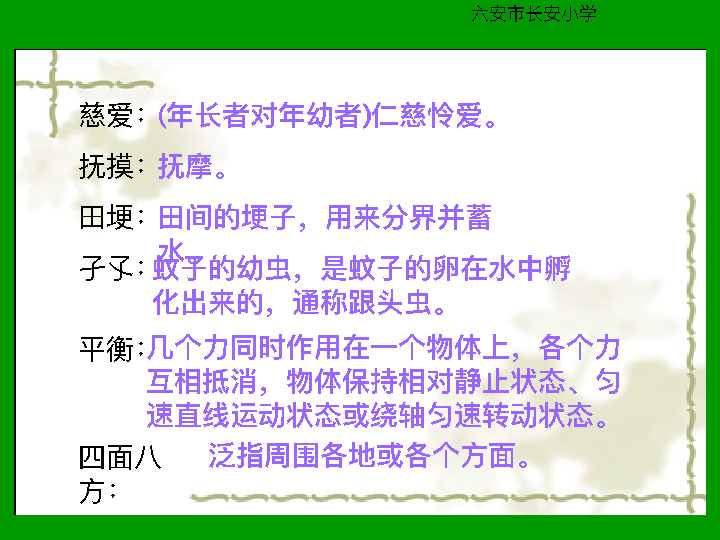 六安市长安小学
慈爱：(年长者对年幼者)仁慈怜爱。
抚摸：抚摩。
田埂：田间的埂子，用来分界并蓄
水。
孑孓：蚊子的幼虫，是蚊子的卵在水中孵
化出来的，通称跟头虫。
平衡：几个力同时作用在一个物体上，各个力
互相抵消，物体保持相对静止状态、匀
速直线运动状态或绕轴匀速转动状态。
四面八 泛指周围各地或各个方面。
方：